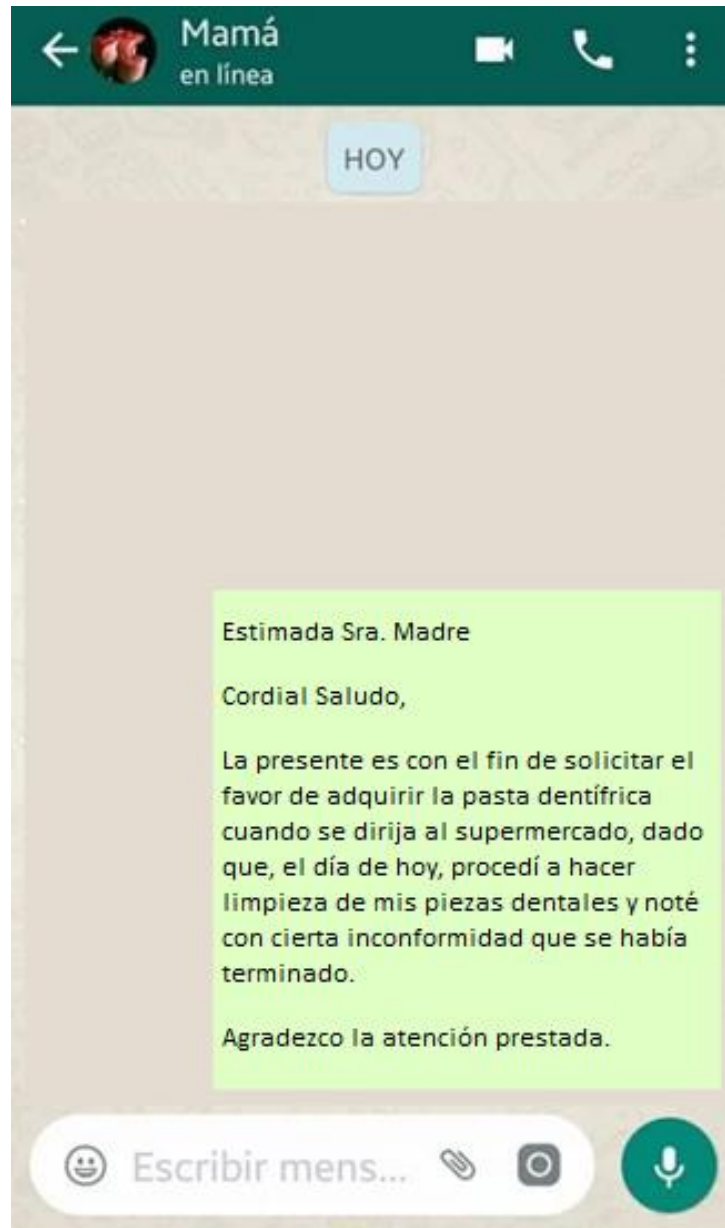 Mamá
en línea
HOY
Estimada Sra. Madre
Cordial Saludo,
La presente es con el fin de solicitar el
favor de adquirir la pasta dentífrica
cuando se dirija al supermercado, dado
que, el día de hoy, procedí a hacer
limpieza de mis piezas dentales y noté
con cierta inconformidad que se había
terminado.
Agradezco la atención prestada.
Escribir mens...